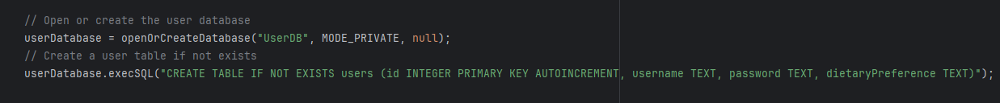 // Open or create the user database
userDatabase = openOrCreateDatabase("UserDB", MODE_PRIVATE, null);
// Create a user table if not exists
userDatabase.execSQL("CREATE TABLE IF NOT EXISTS users (id INTEGER PRIMARY KEY AUTOINCREMENT, username TEXT, password TEXT, dietaryPreference TEXT)");